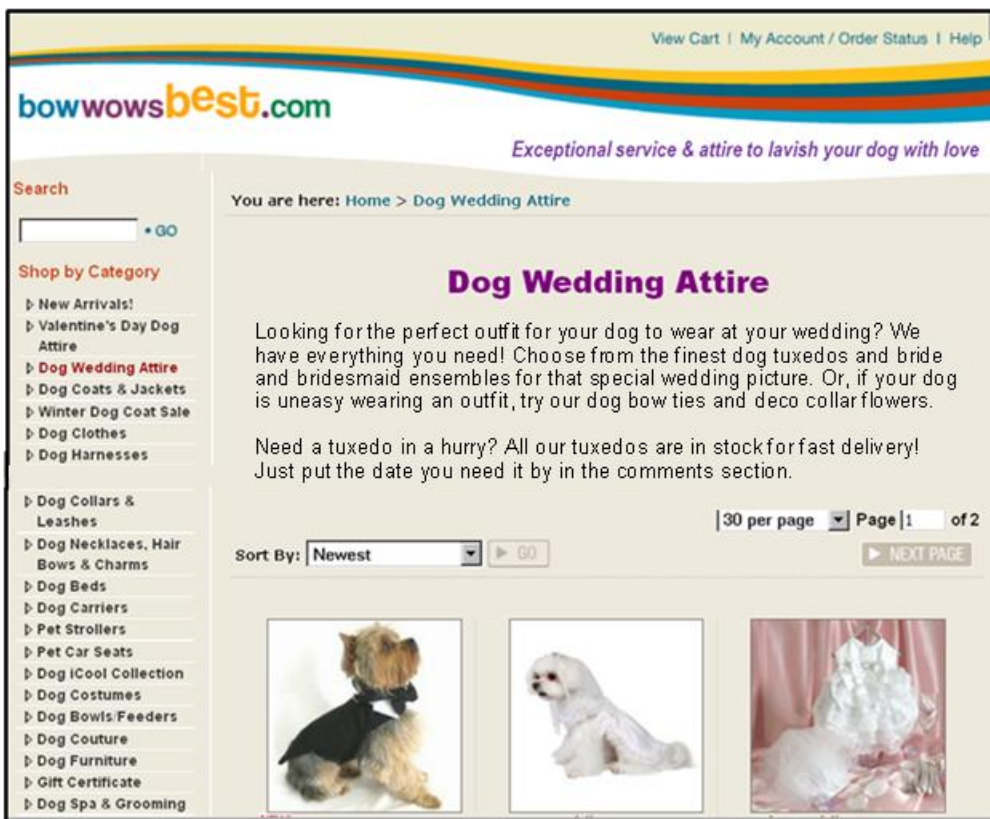 View Cart | My Account / Order Status | Help
bowwowsbest.com
Exceptional service & attire to lavish your dog with love
Search
• GO
Shop by Category
New Arrivals!
Valentine's Day Dog
Attire
Dog Wedding Attire
Dog Coats & Jackets
Winter Dog Coat Sale
Dog Clothes
Dog Harnesses
Dog Collars &
Leashes
Dog Necklaces, Hair
Bows & Charms
Dog Beds
Dog Carriers
Pet Strollers
Pet Car Seats
Dog iCool Collection
Dog Costumes
Dog Bowls/Feeders
Dog Couture
Dog Furniture
Gift Certificate
Dog Spa & Grooming
You are here: Home > Dog Wedding Attire
Dog Wedding Attire
Looking for the perfect outfit for your dog to wear at your wedding? We
have everything you need! Choose from the finest dog tuxedos and bride
and bridesmaid ensembles for that special wedding picture. Or, if your dog
is uneasy wearing an outfit, try our dog bow ties and deco collar flowers.
Need a tuxedo in a hurry? All our tuxedos are in stock for fast delivery!
Just put the date you need it by in the comments section.
30 per page Page 1 of 2
Sort By: Newest GO NEXT PAGE